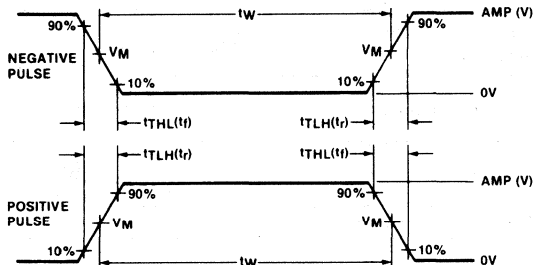 tW
AMP (V)
90%
90%
NEGATIVE
PULSE
VM
VM
10%
10%
0V
tTHL(tf)
tTLH(tr)
tTLH(tr)
tTHL(tf)
AMP (V)
90%
90%
POSITIVE
PULSE
VM
VM
10%
10%
tW
0V